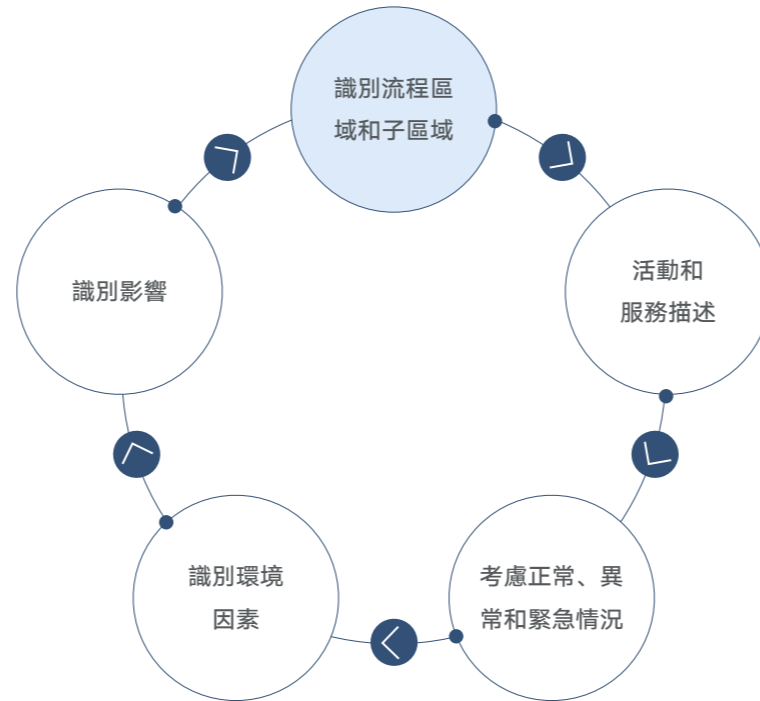 識別流程區
域和子區域
活動和
服務描述
考慮正常、異
常和緊急情況
識別環境
因素
識別影響